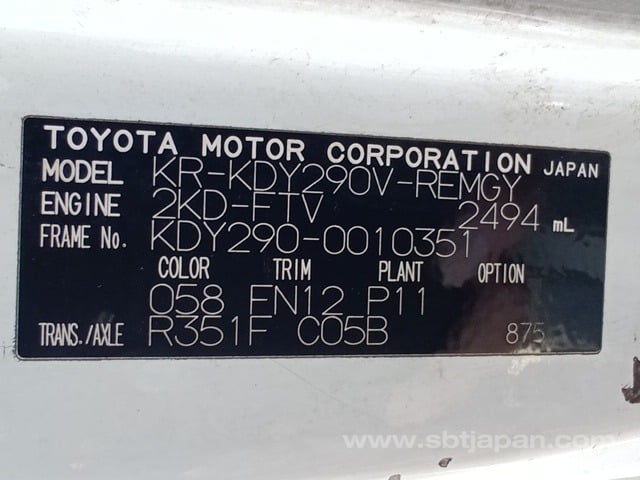 TOYOTA MOTOR CORPORATION JAPAN
MODEL KR-KDY290V-REMGY
ENGINE 2KD-FTV 2494 mL
FRAME No. KDY290-0010351
COLOR TRIM PLANT OPTION
058 FN12 P11
TRANS./AXLE R351F C05B 875
www.sbtjapan.com